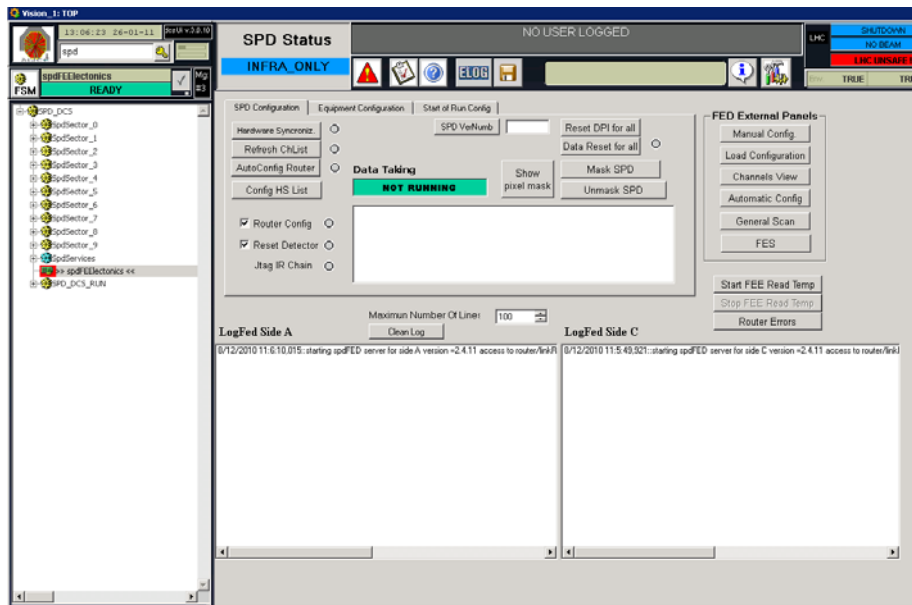 Vision_1: TOP
13:06:23 26-01-11
spd
spdFEElectonics
FSM
READY
#3
SPD Status
INFRA_ONLY
NO USER LOGGED
ELOG
LHC
SHUTDOWN
NO BEAM
LHC UNSAFE
TRUE
SPD_DCS
SpdSector_0
SpdSector_1
SpdSector_2
SpdSector_3
SpdSector_4
SpdSector_5
SpdSector_6
SpdSector_7
SpdSector_8
SpdSector_9
SpdServices
>> spdFEElectonics <<
SPD_DCS_RUN
SPD Configuration
Equipment Configuration
Start of Run Config
Hardware Syncroniz.
Refresh ChList
AutoConfig Router
Config HS List
SPD VerNumb
Reset DPI for all
Data Reset for all
Data Taking
NOT RUNNING
Show pixel mask
Mask SPD
Unmask SPD
Router Config
Reset Detector
Jtag IR Chain
FED External Panels
Manual Config.
Load Configuration
Channels View
Automatic Config
General Scan
FES
Start FEE Read Temp
Stop FEE Read Temp
Router Errors
Maximun Number Of Line:
100
Clean Log
LogFed Side A
LogFed Side C
8/12/2010 11:6:10,015::starting spdFED server for side A version =2.4.11 access to router/link
8/12/2010 11:5:49,921::starting spdFED server for side C version =2.4.11 access to router/link